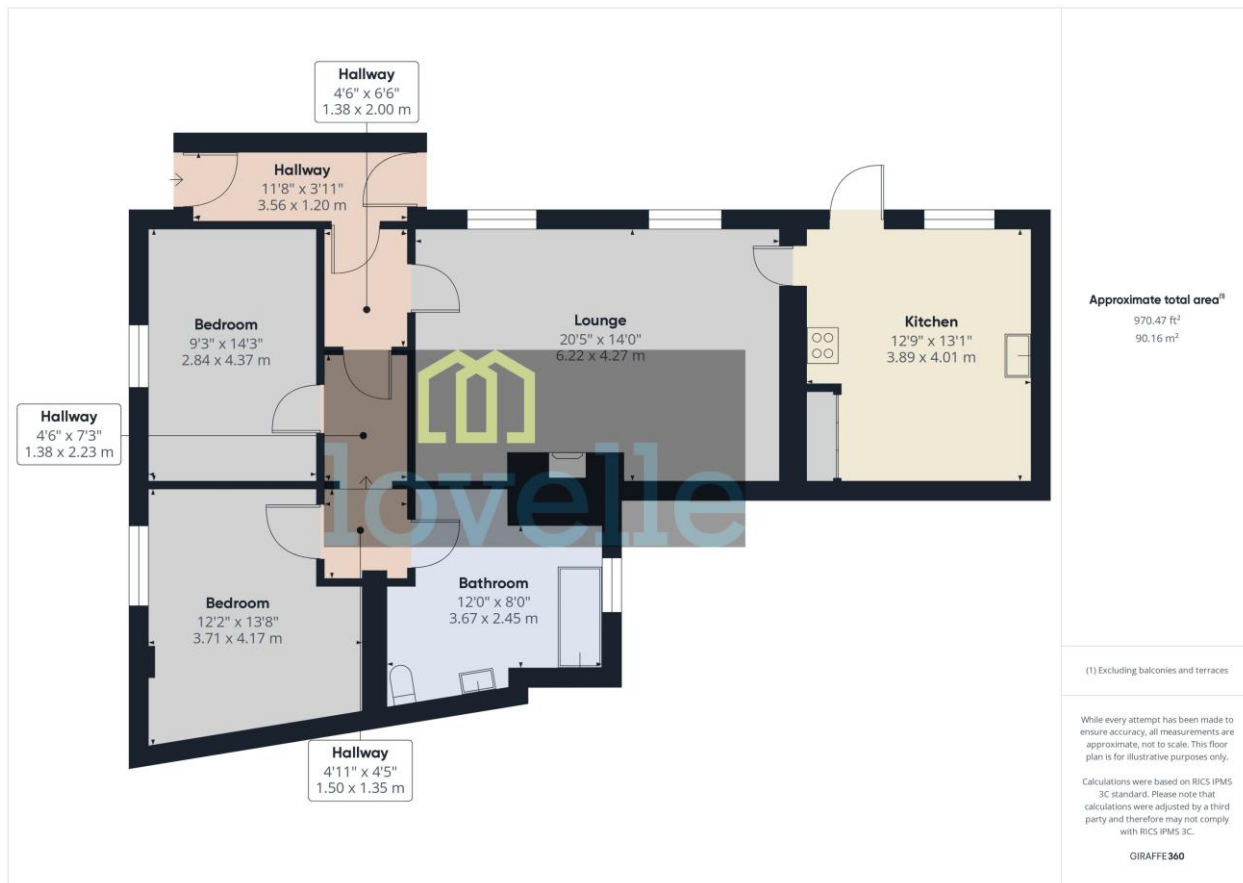 Hallway
4'6" x 6'6"
1.38 x 2.00 m
Hallway
11'8" x 3'11"
3.56 x 1.20 m
Bedroom
9'3" x 14'3"
2.84 x 4.37 m
Lounge
20'5" x 14'0"
6.22 x 4.27 m
Kitchen
12'9" x 13'1"
3.89 x 4.01 m
Hallway
4'6" x 7'3"
1.38 x 2.23 m
lovelle
Bedroom
12'2" x 13'8"
3.71 x 4.17 m
Bathroom
12'0" x 8'0"
3.67 x 2.45 m
Hallway
4'11" x 4'5"
1.50 x 1.35 m
Approximate total area(1)
970.47 ft²
90.16 m²
(1) Excluding balconies and terraces
While every attempt has been made to
ensure accuracy, all measurements are
approximate, not to scale. This floor
plan is for illustrative purposes only.
Calculations were based on RICS IPMS
3C standard. Please note that
calculations were adjusted by a third
party and therefore may not comply
with RICS IPMS 3C.
GIRAFFE360